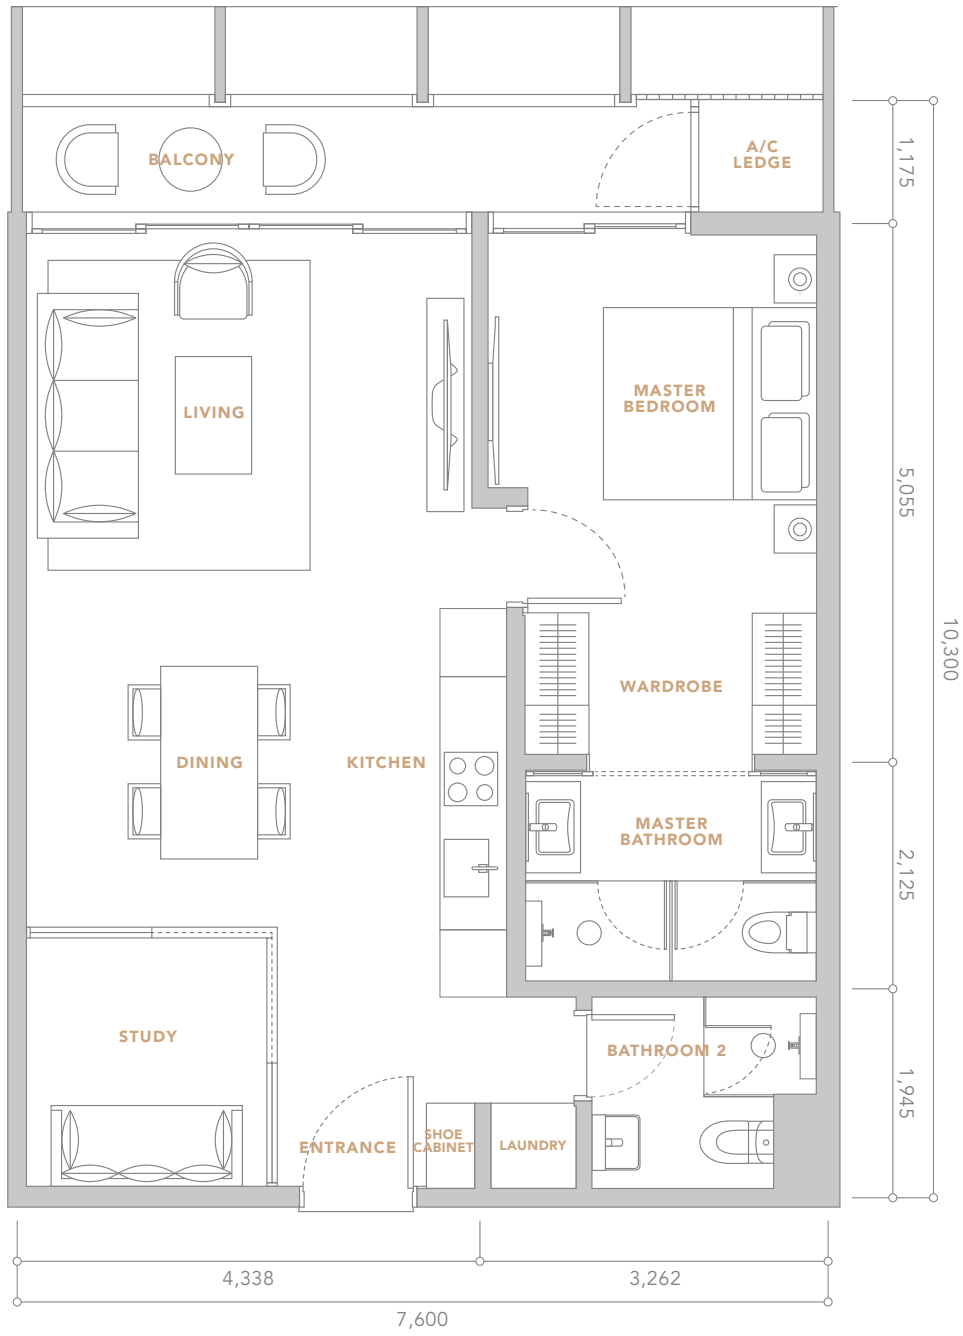 BALCONY
A/C
LEDGE
1,175
LIVING
MASTER
BEDROOM
5,055
10,300
WARDROBE
DINING
KITCHEN
MASTER
BATHROOM
2,125
STUDY
BATHROOM 2
1,945
ENTRANCE
SHOE
CABINET
LAUNDRY
4,338
3,262
7,600